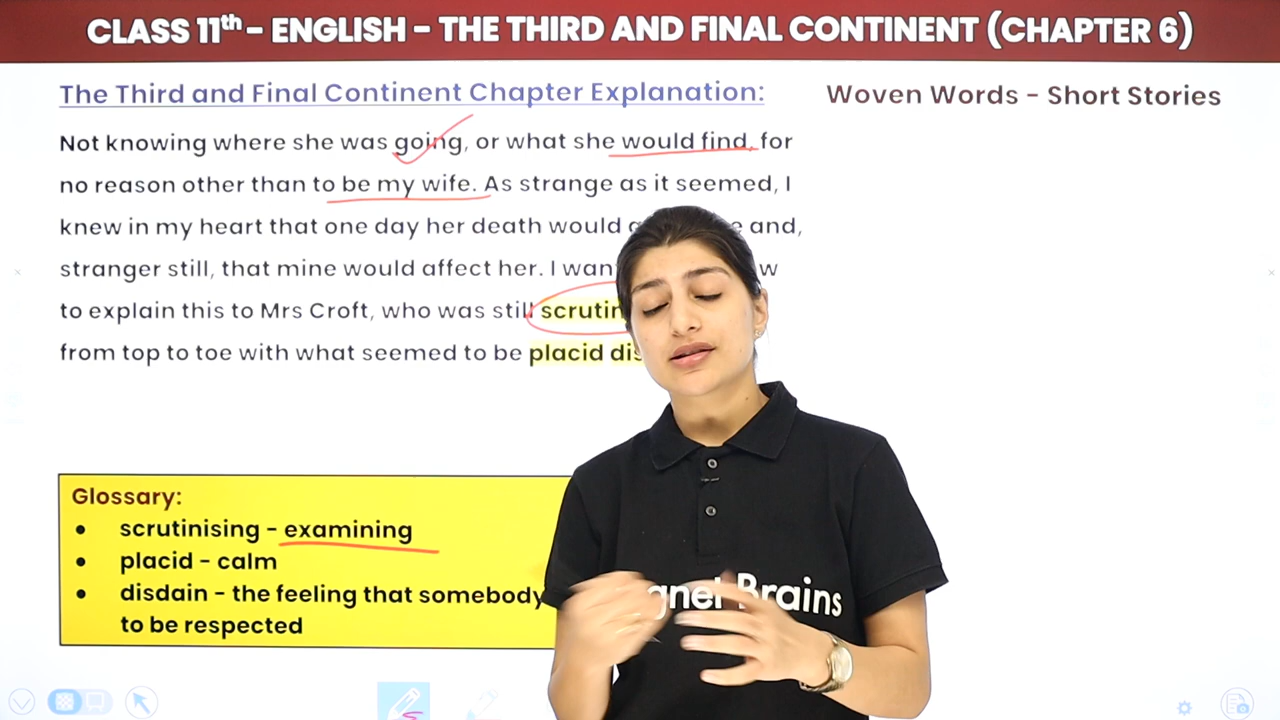 CLASS 11th - ENGLISH - THE THIRD AND FINAL CONTINENT (CHAPTER 6)
The Third and Final Continent Chapter Explanation:
Woven Words - Short Stories
Not knowing where she was going, or what she would find, for
no reason other than to be my wife. As strange as it seemed, I
knew in my heart that one day her death would and,
stranger still, that mine would affect her. I
to explain this to Mrs Croft, who was still
from top to toe with what seemed to be placid
Glossary:
• scrutinising - examining
• placid - calm
• disdain - the feeling that somebody
to be respected
Brains